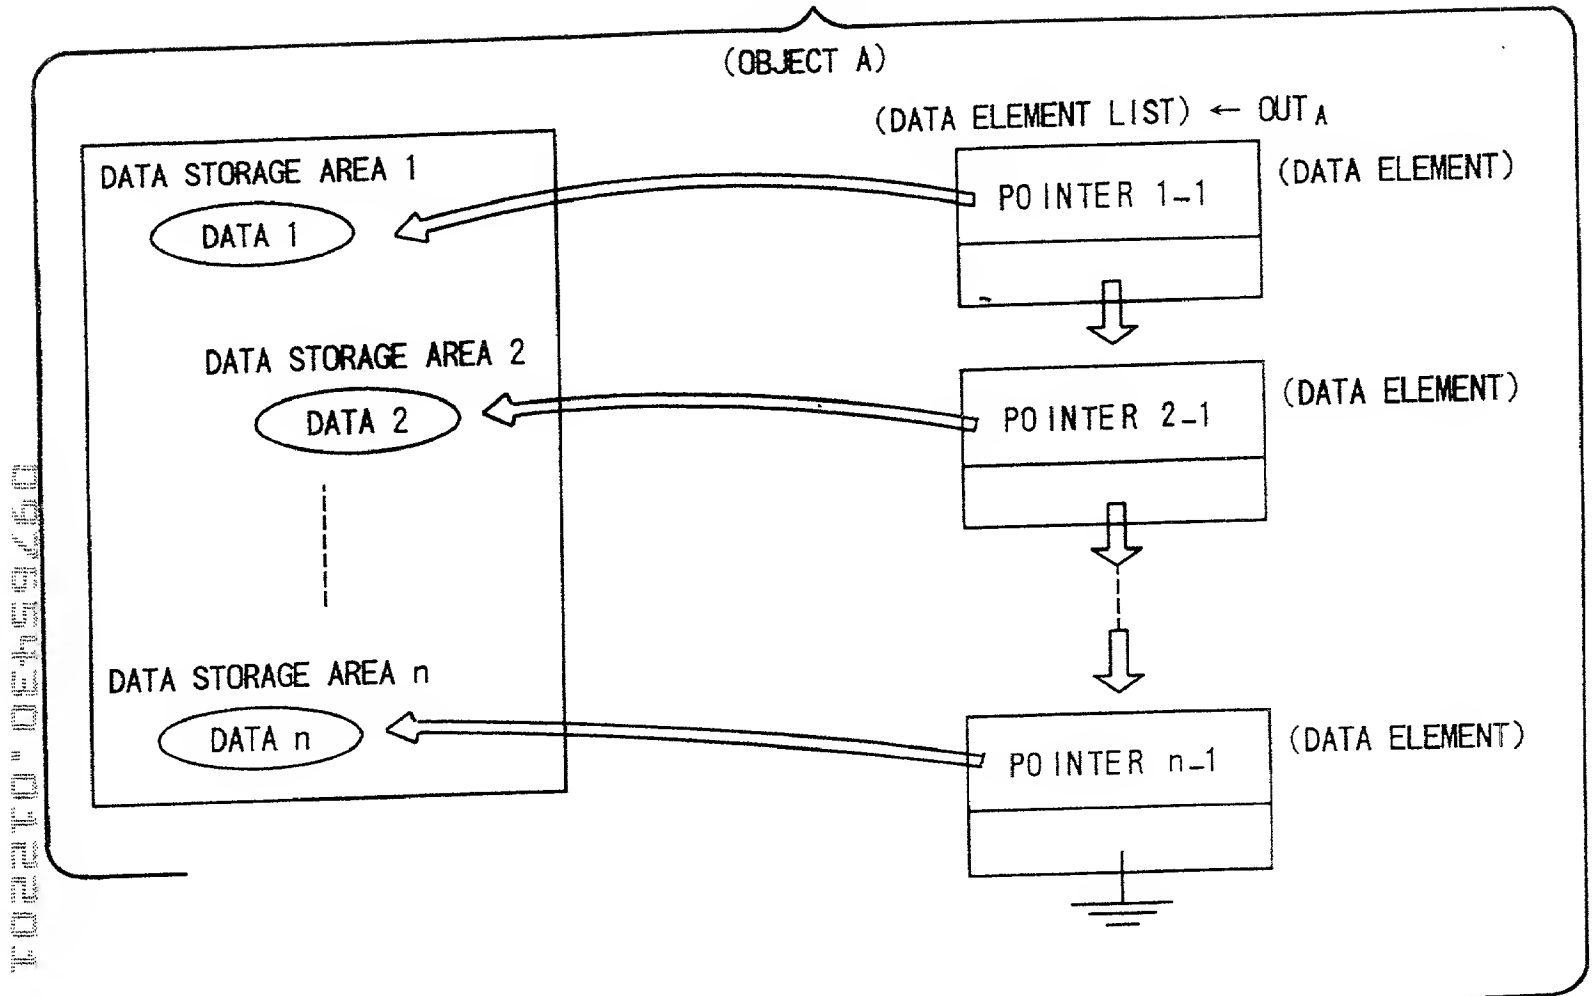 (OBJECT A)
(DATA ELEMENT LIST) ← OUT A
DATA STORAGE AREA 1
DATA 1
POINTER 1-1
(DATA ELEMENT)
DATA STORAGE AREA 2
DATA 2
POINTER 2-1
(DATA ELEMENT)
DATA STORAGE AREA n
DATA n
POINTER n-1
(DATA ELEMENT)